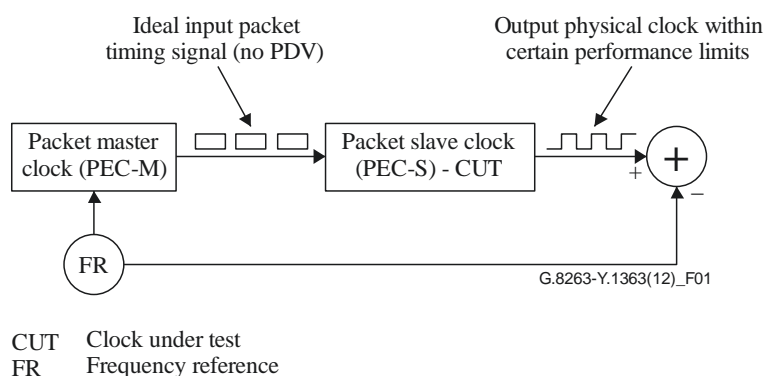 Ideal input packet
timing signal (no PDV)
Output physical clock within
certain performance limits
Packet master
clock (PEC-M)
Packet slave clock
(PEC-S) - CUT
+
+
−
FR
G.8263-Y.1363(12)_F01
CUT Clock under test
FR Frequency reference